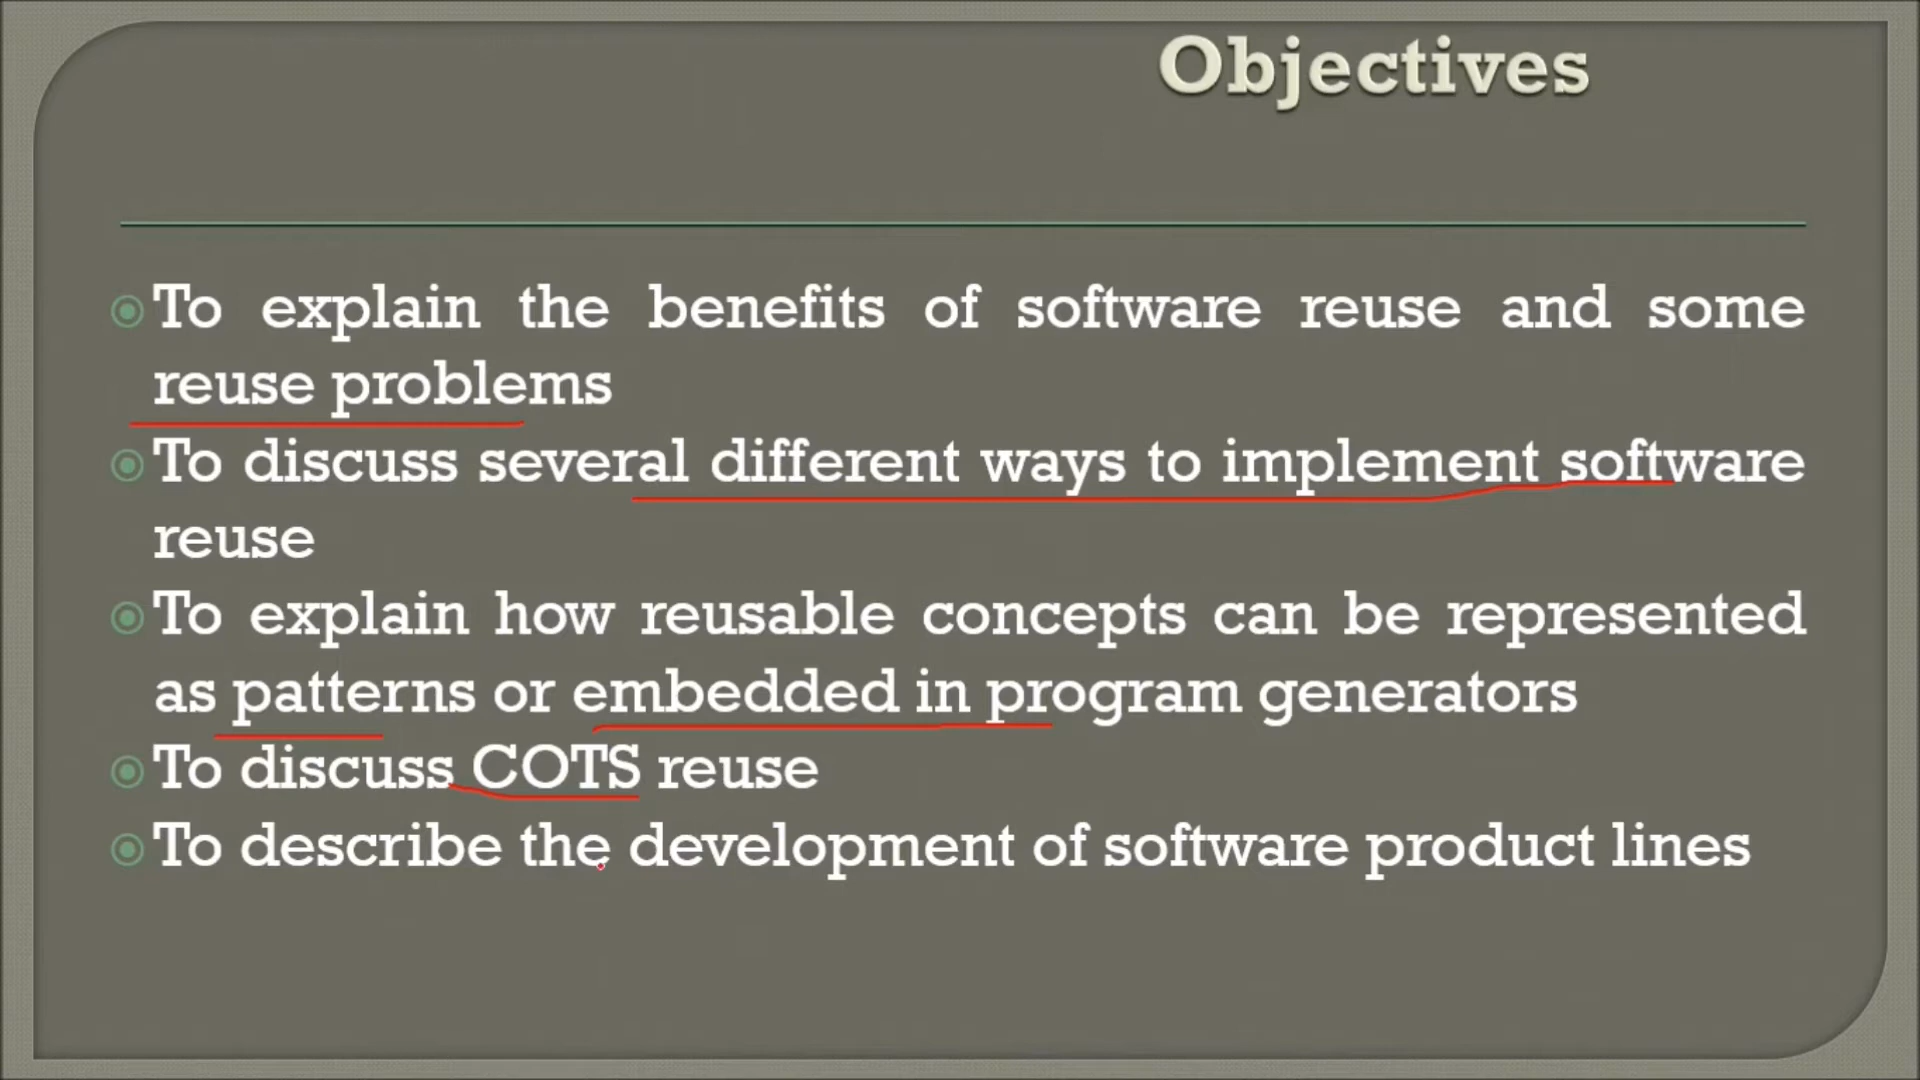 Objectives
To explain the benefits of software reuse and some
reuse problems
To discuss several different ways to implement software
reuse
To explain how reusable concepts can be represented
as patterns or embedded in program generators
To discuss COTS reuse
To describe the development of software product lines